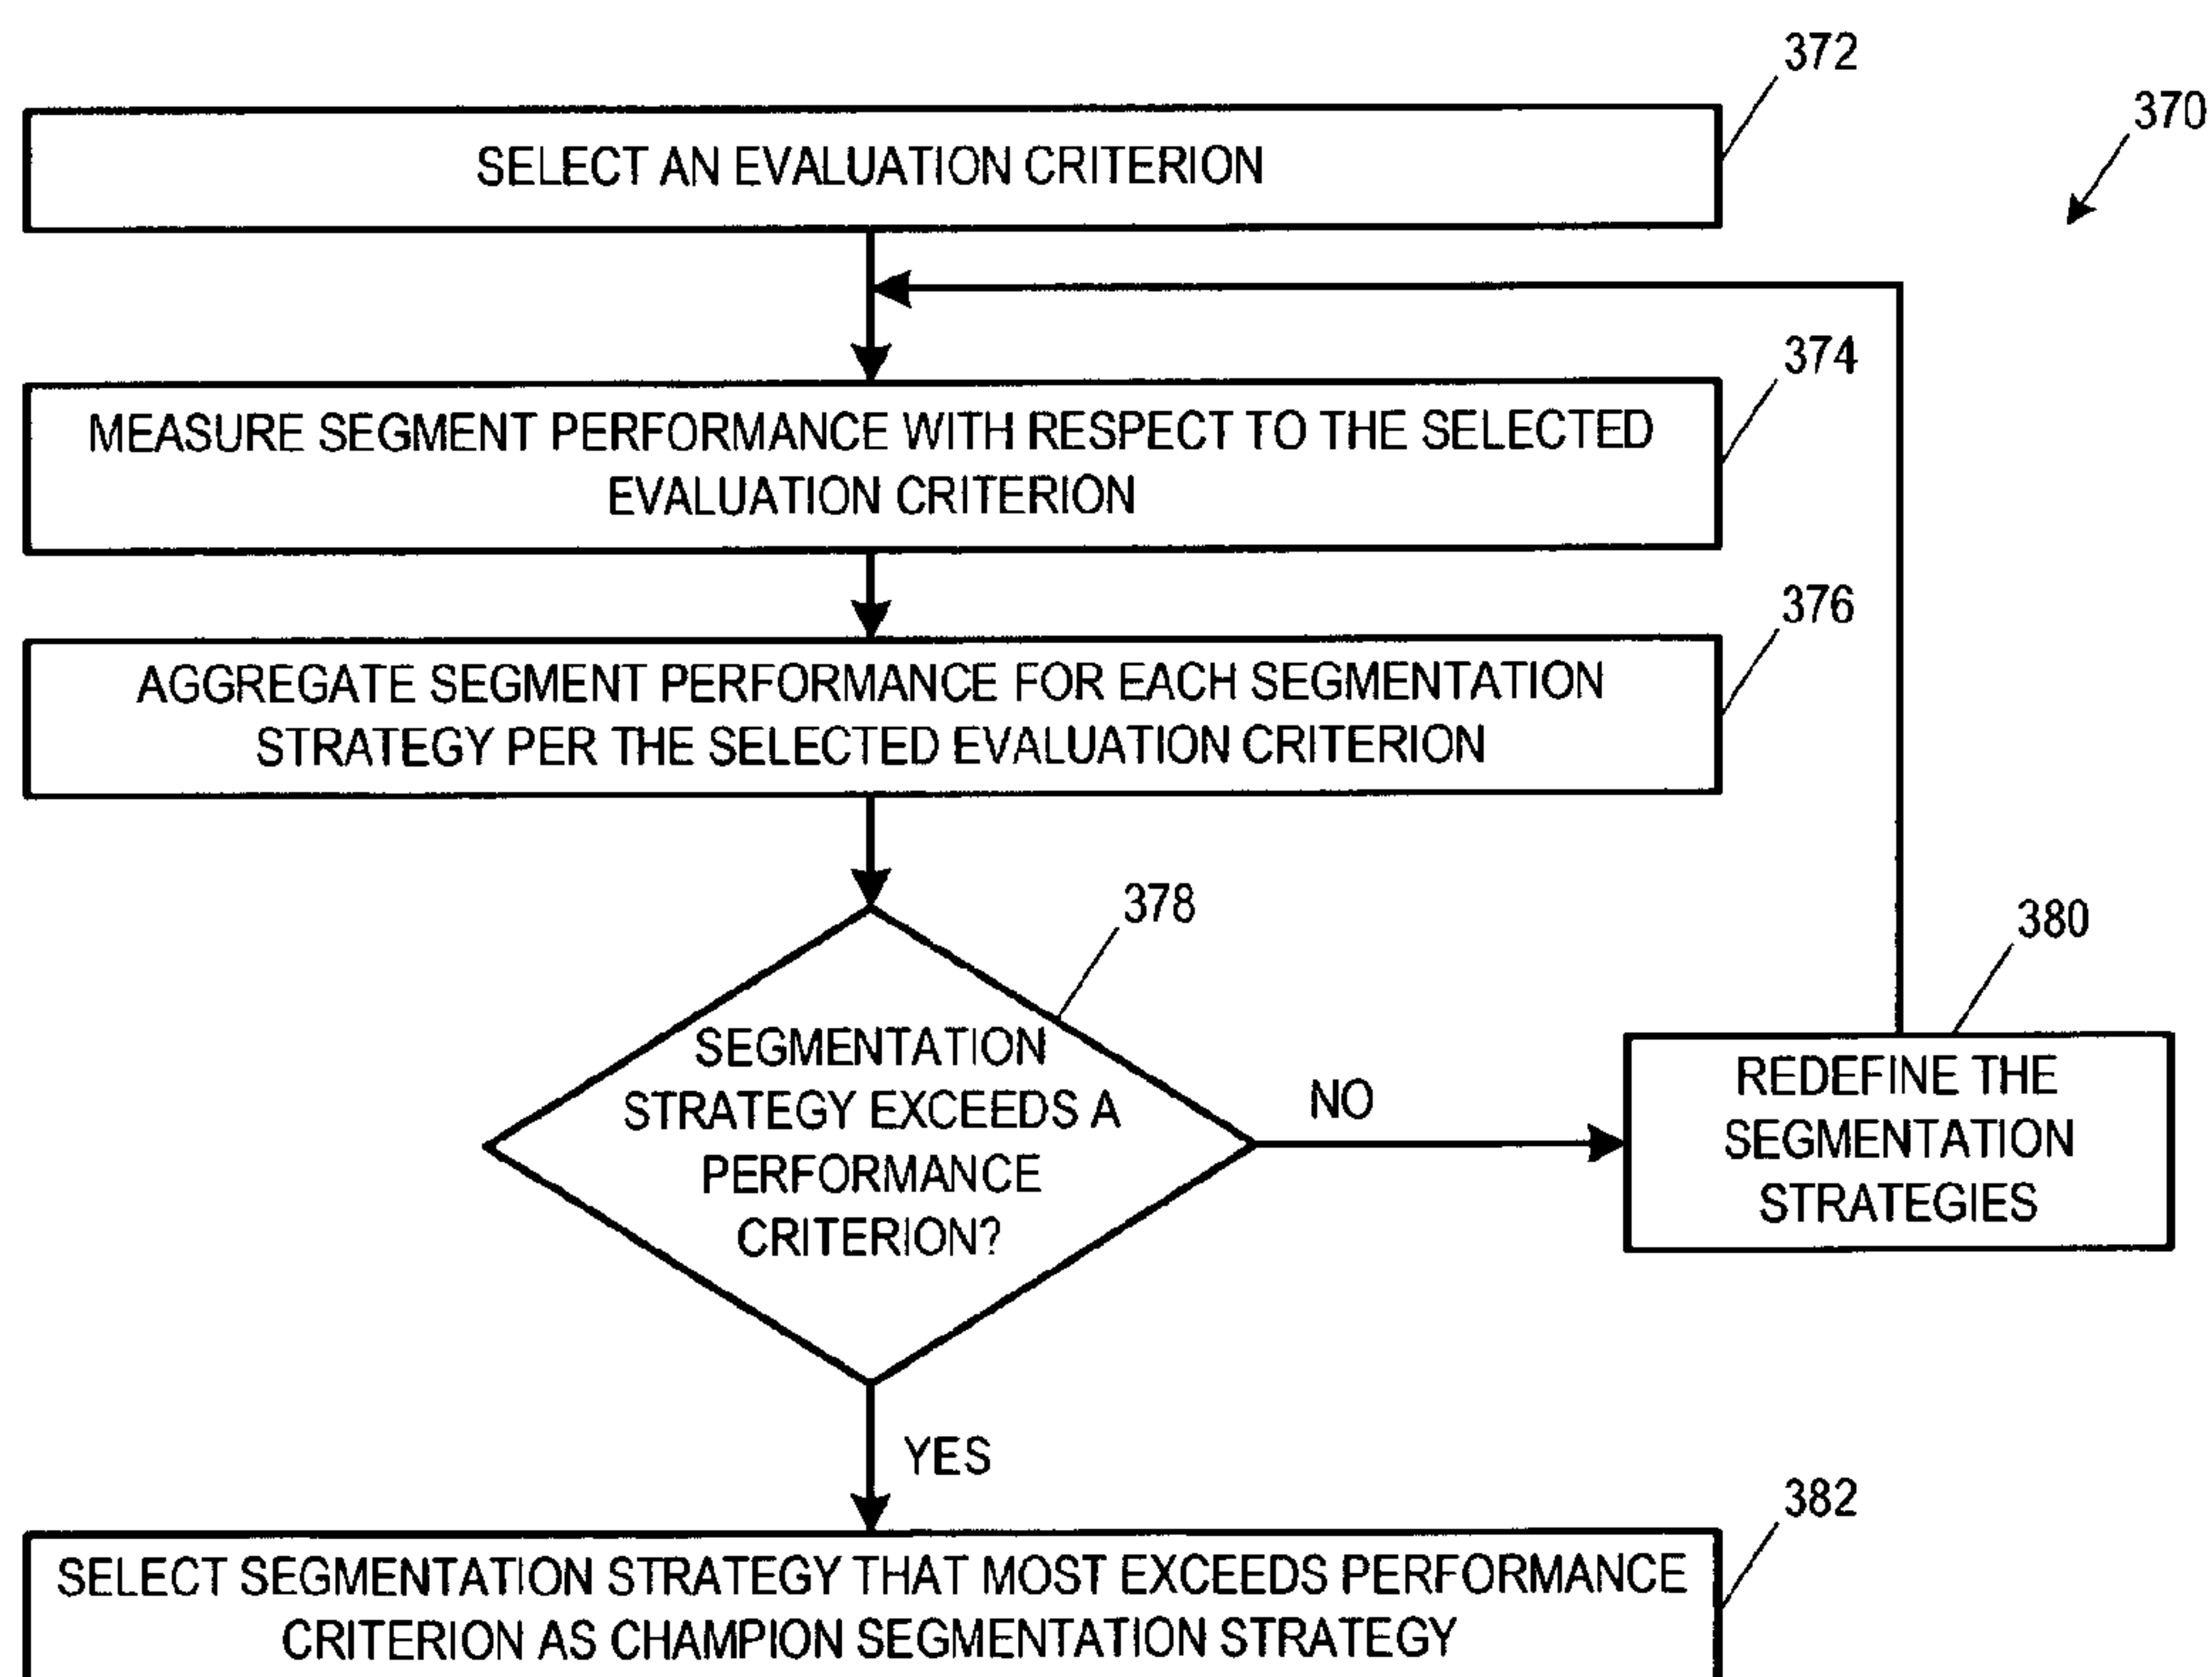 372
370
SELECT AN EVALUATION CRITERION
374
MEASURE SEGMENT PERFORMANCE WITH RESPECT TO THE SELECTED
EVALUATION CRITERION
376
AGGREGATE SEGMENT PERFORMANCE FOR EACH SEGMENTATION
STRATEGY PER THE SELECTED EVALUATION CRITERION
378
SEGMENTATION
STRATEGY EXCEEDS A
PERFORMANCE
CRITERION?
NO
380
REDEFINE THE
SEGMENTATION
STRATEGIES
YES
382
SELECT SEGMENTATION STRATEGY THAT MOST EXCEEDS PERFORMANCE
CRITERION AS CHAMPION SEGMENTATION STRATEGY